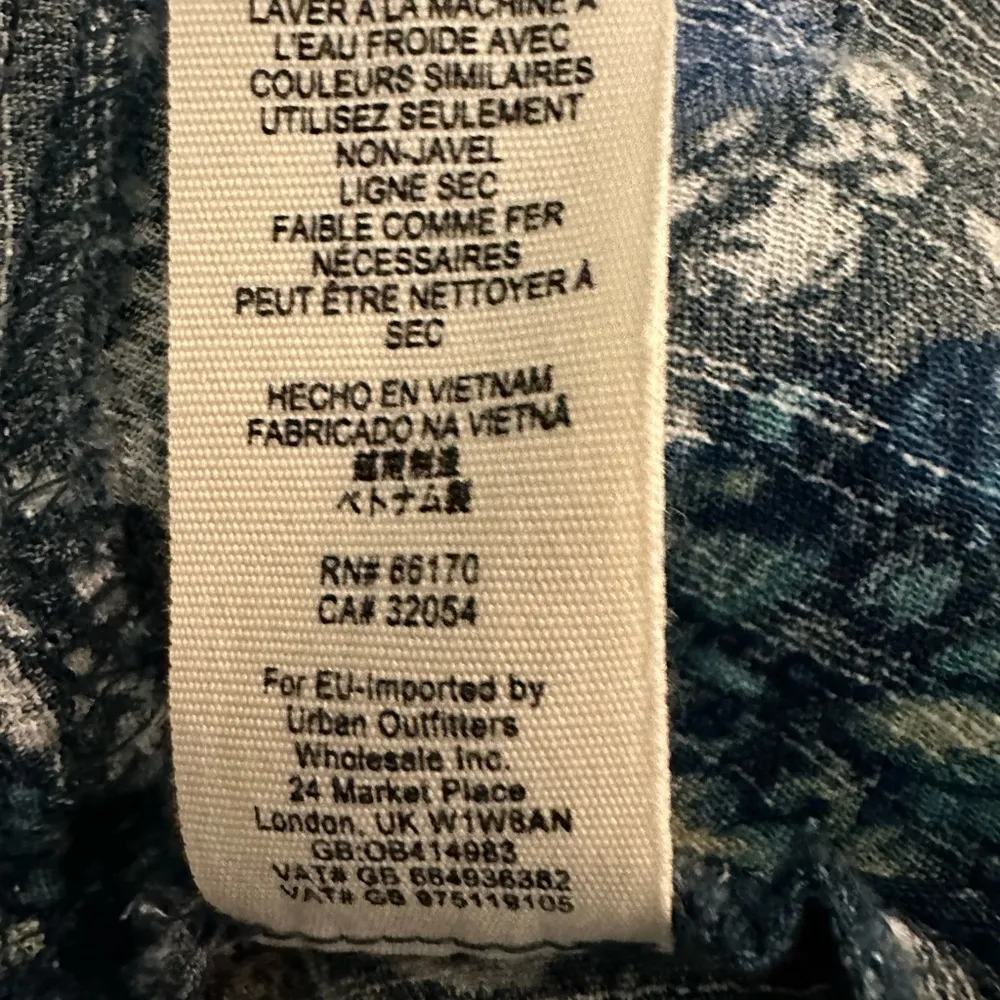 LAVER À LA MACHINE À
L'EAU FROIDE AVEC
COULEURS SIMILAIRES
UTILISEZ SEULEMENT
NON-JAVEL
LIGNE SEC
FAIBLE COMME FER
NÉCESSAIRES
PEUT ÊTRE NETTOYER À
SEC
HECHO EN VIETNAM
FABRICADO NA VIETNÃ
越南制造
ベトナム製
RN# 66170
CA# 32054
For EU-Imported by
Urban Outfitters
Wholesale Inc.
24 Market Place
London, UK W1W8AN
GB:OB414983
VAT# GB 664936382
VAT# GB 975119105